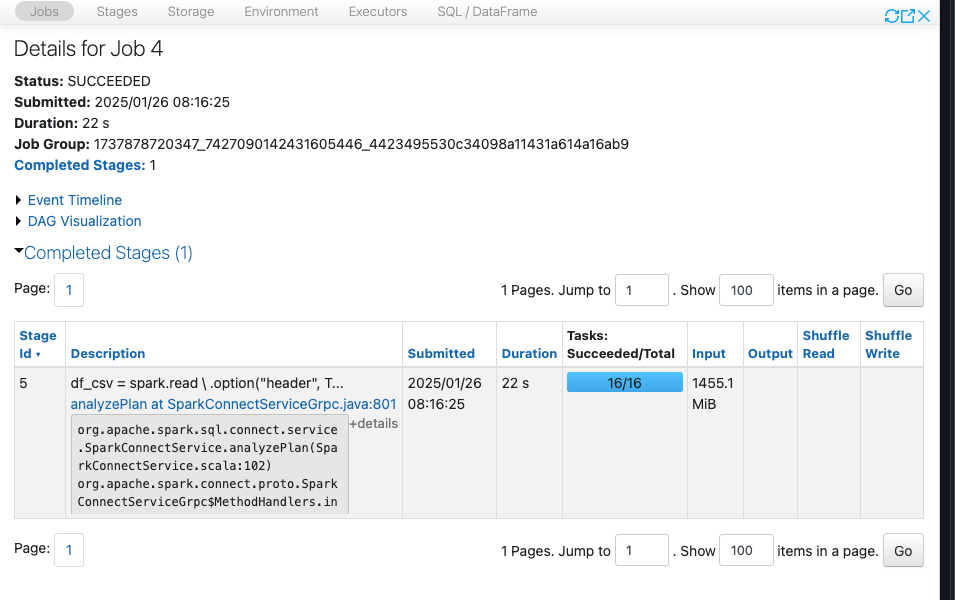 Jobs Stages Storage Environment Executors SQL / DataFrame
Details for Job 4
Status: SUCCEEDED
Submitted: 2025/01/26 08:16:25
Duration: 22 s
Job Group: 1737878720347_7427090142431605446_4423495530c34098a11431a614a16ab9
Completed Stages: 1
Event Timeline
DAG Visualization
Completed Stages (1)
Page: 1
1 Pages. Jump to 1 . Show 100 items in a page. Go
Stage Id Description Submitted Duration Tasks: Succeeded/Total Input Output Shuffle Read Shuffle Write
5 df_csv = spark.read \ .option("header", T... 2025/01/26 08:16:25 22 s 16/16 1455.1 MiB
analyzePlan at SparkConnectServiceGrpc.java:801
+details
org.apache.spark.sql.connect.service
.SparkConnectService.analyzePlan(Spa
rkConnectService.scala:102)
org.apache.spark.connect.proto.Spark
ConnectServiceGrpc$MethodHandlers.in
Page: 1
1 Pages. Jump to 1 . Show 100 items in a page. Go